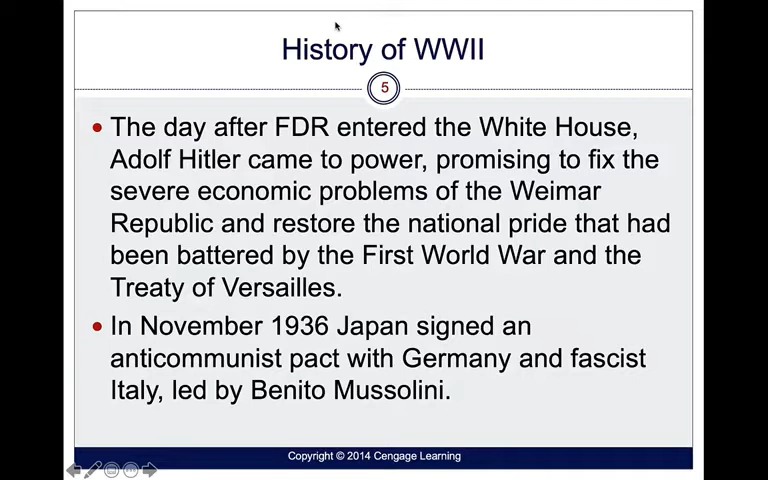 History of WWII
5
• The day after FDR entered the White House,
Adolf Hitler came to power, promising to fix the
severe economic problems of the Weimar
Republic and restore the national pride that had
been battered by the First World War and the
Treaty of Versailles.
• In November 1936 Japan signed an
anticommunist pact with Germany and fascist
Italy, led by Benito Mussolini.
Copyright © 2014 Cengage Learning